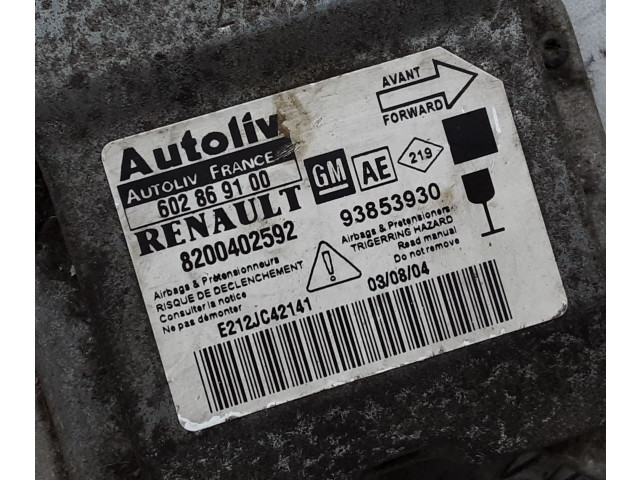 AVANT
FORWARD
Autoliv
AUTOLIV FRANCE
602 86 91 00
RENAULT
8200402592
GM
AE
219
93853930
Airbags & Pretensionneurs
RISQUE DE DECLENCHEMENT
Consulter la notice
Ne pas démonter
Airbags & Pretensioners
TRIGERRING HAZARD
Read manual
Do not remove
03/08/04
E212JC42141